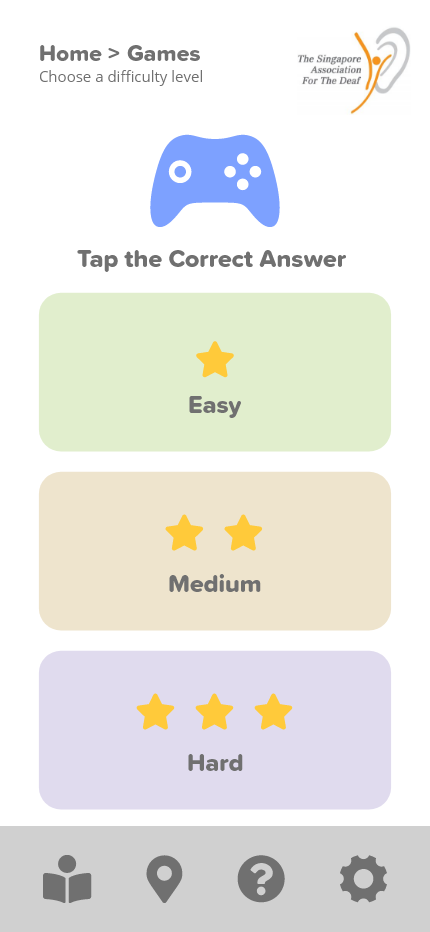 Home > Games
Choose a difficulty level
The Singapore
Association
For The Deaf
Tap the Correct Answer
Easy
Medium
Hard